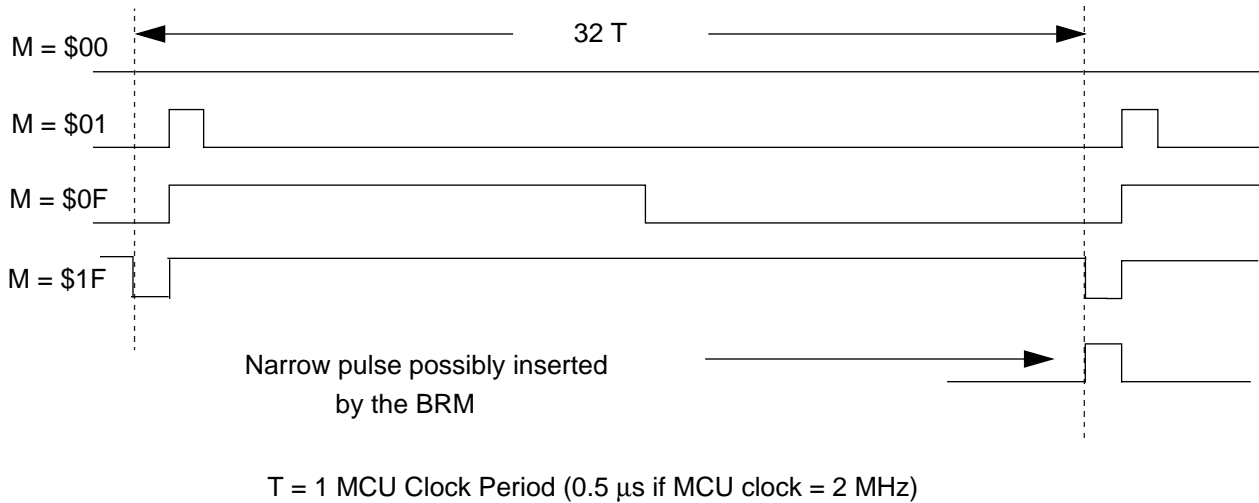 32 T
M = $00
M = $01
M = $0F
M = $1F
Narrow pulse possibly inserted
by the BRM
T = 1 MCU Clock Period (0.5 μs if MCU clock = 2 MHz)